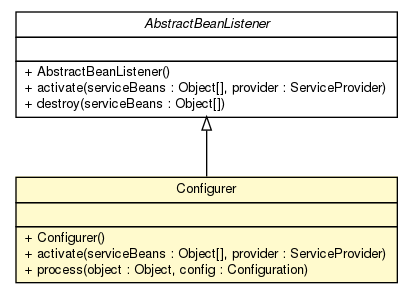 AbstractBeanListener
+ AbstractBeanListener()
+ activate(serviceBeans : Object[], provider : ServiceProvider)
+ destroy(serviceBeans : Object[])
Configurer
+ Configurer()
+ activate(serviceBeans : Object[], provider : ServiceProvider)
+ process(object : Object, config : Configuration)